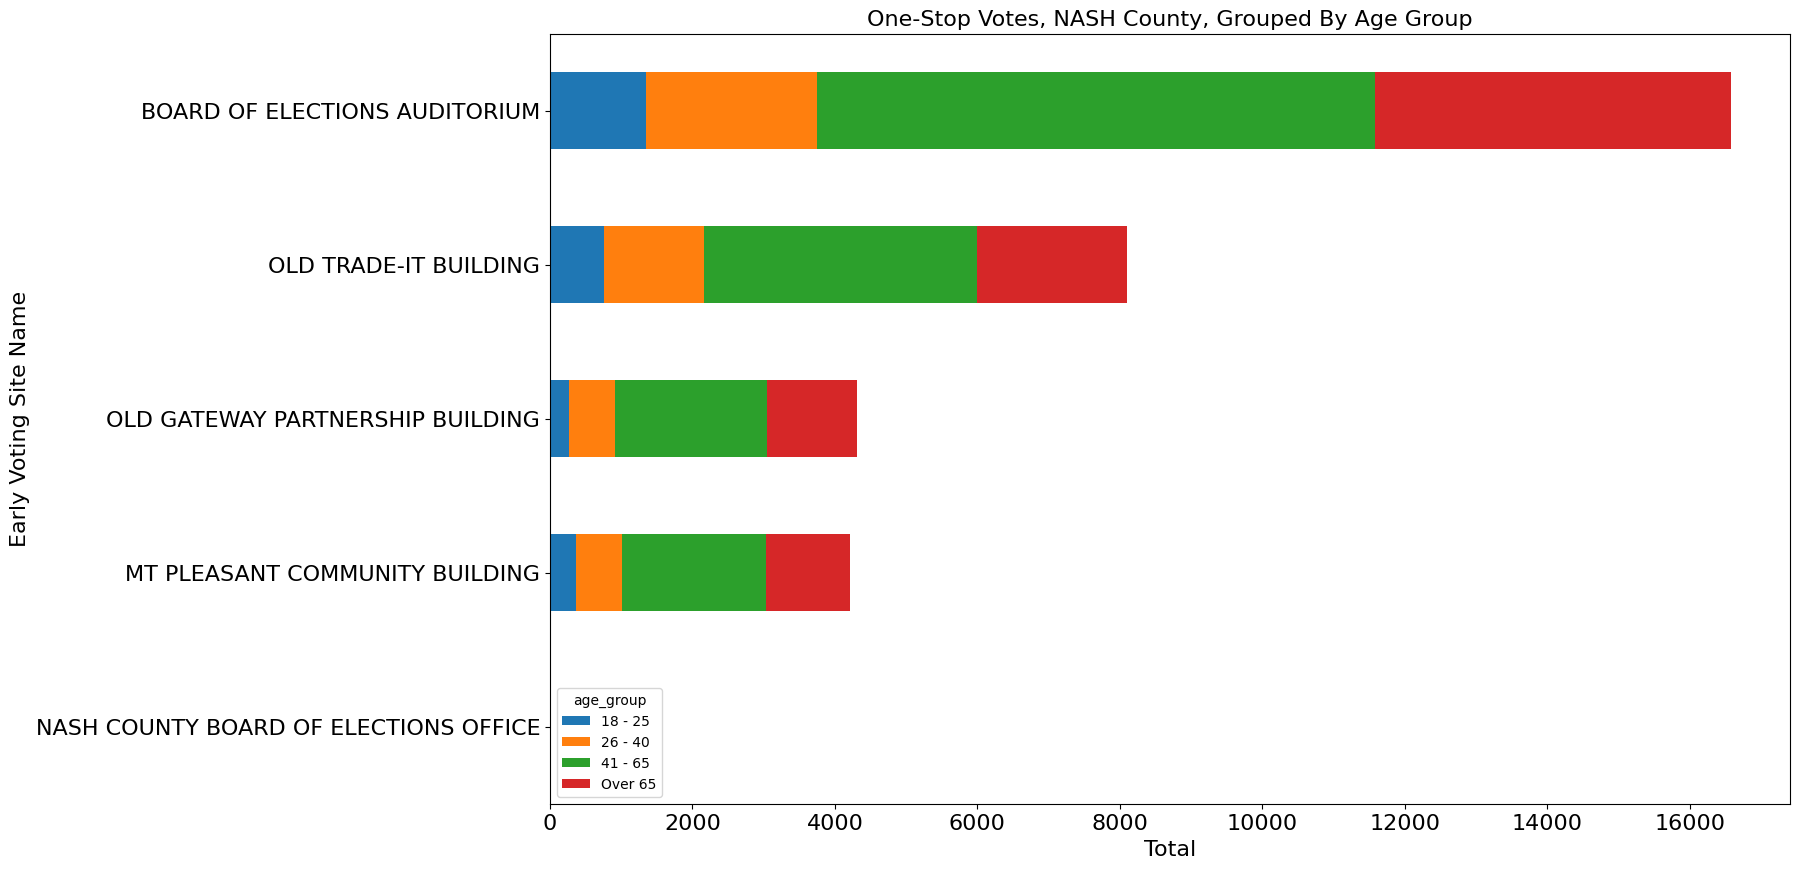 One-Stop Votes, NASH County, Grouped By Age Group
Early Voting Site Name
BOARD OF ELECTIONS AUDITORIUM
OLD TRADE-IT BUILDING
OLD GATEWAY PARTNERSHIP BUILDING
MT PLEASANT COMMUNITY BUILDING
NASH COUNTY BOARD OF ELECTIONS OFFICE
age_group
18 - 25
26 - 40
41 - 65
Over 65
0 2000 4000 6000 8000 10000 12000 14000 16000
Total